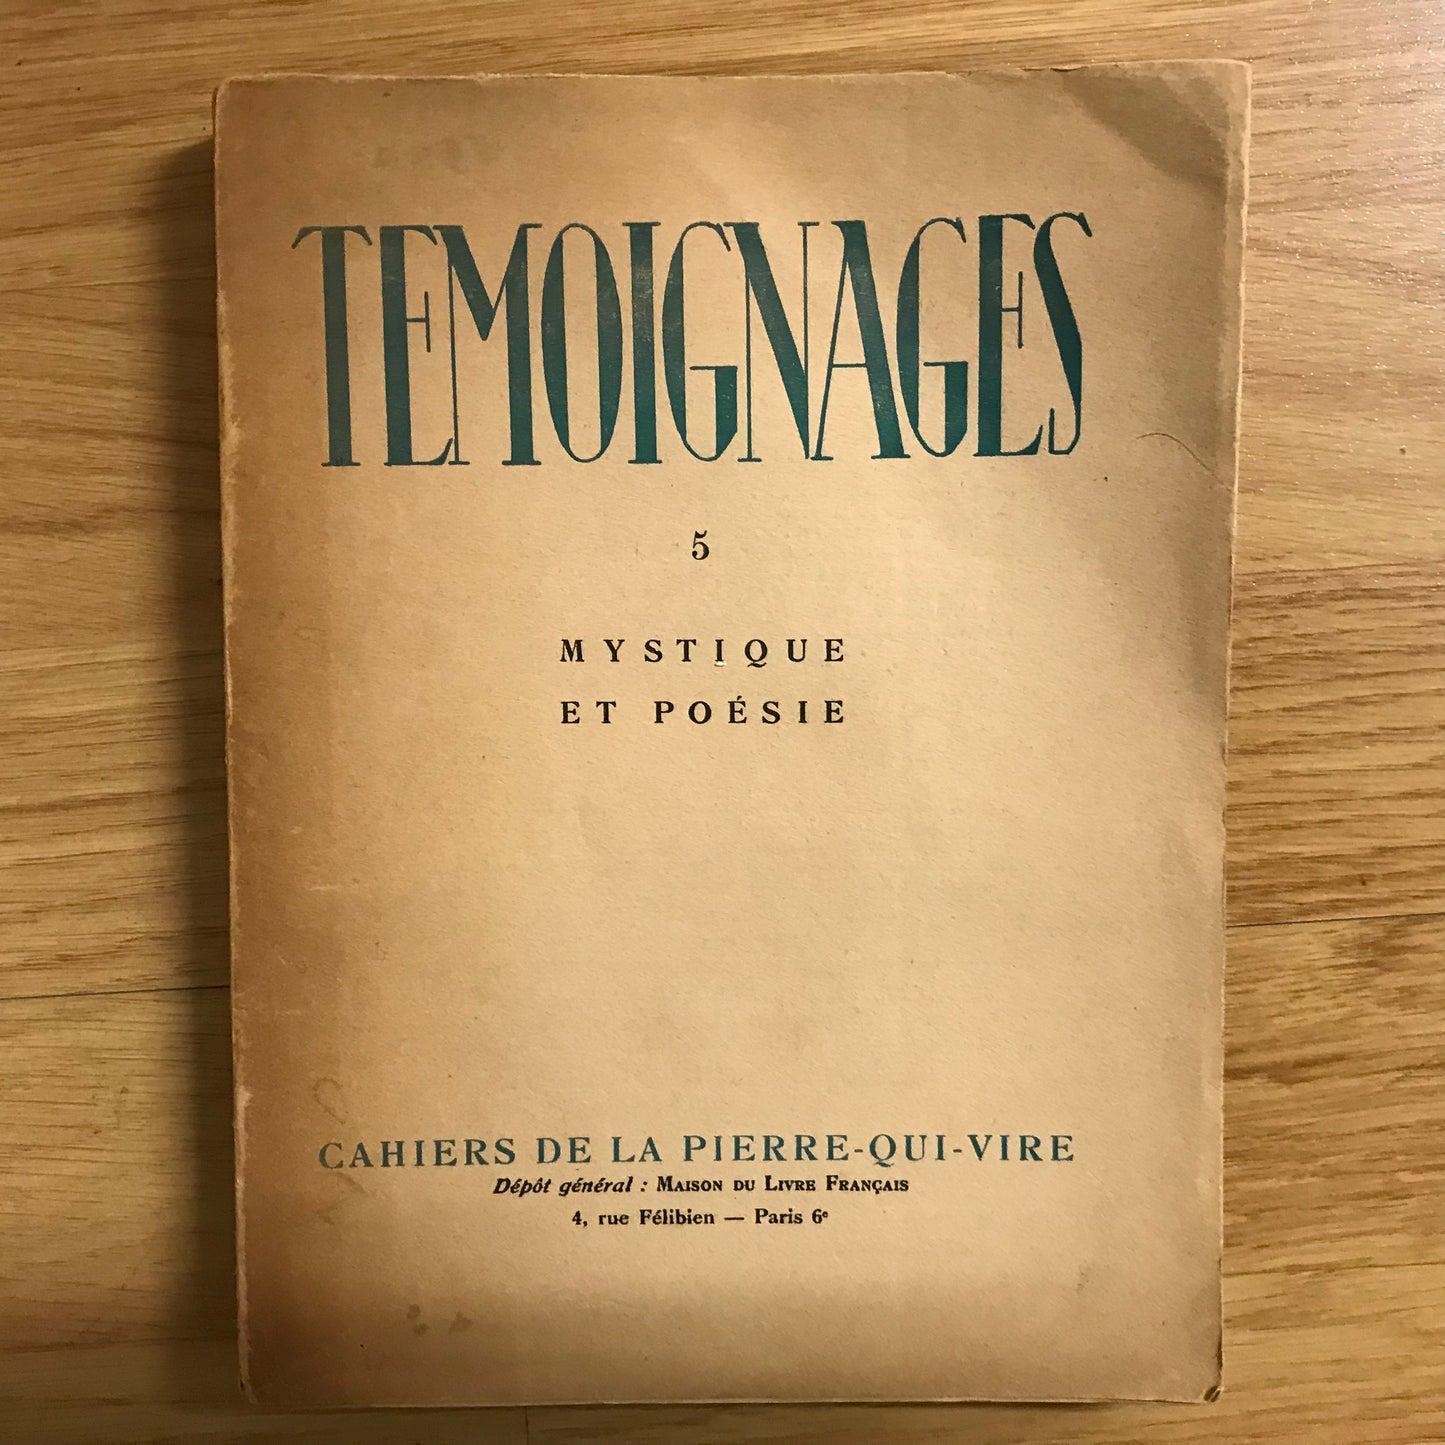 TEMOIGNAGES
5
MYSTIQUE
ET POÉSIE
CAHIERS DE LA PIERRE-QUI-VIRE
Dépôt général : MAISON DU LIVRE FRANÇAIS
4, rue Félibien — Paris 6e